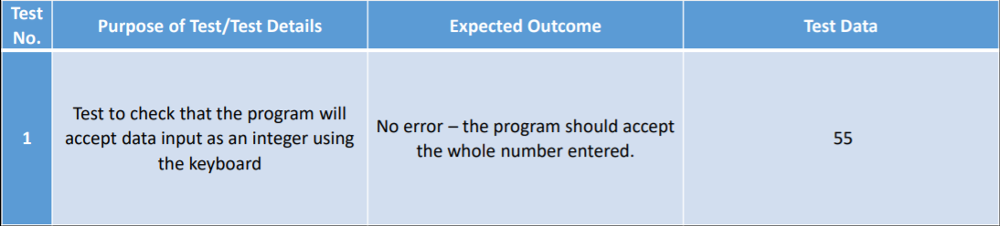 Test
No.
Purpose of Test/Test Details
Expected Outcome
Test Data
1
Test to check that the program will
accept data input as an integer using
the keyboard
No error – the program should accept
the whole number entered.
55